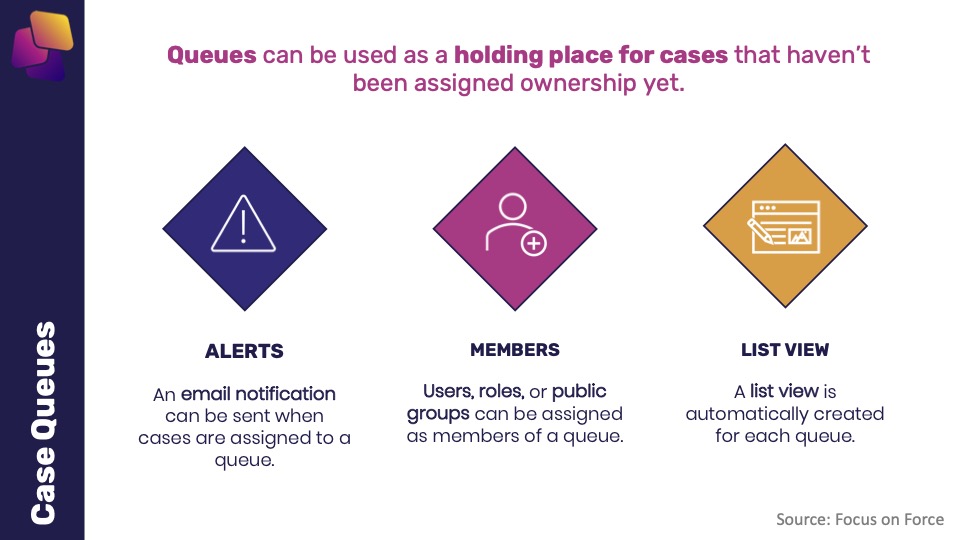 Case Queues
Queues can be used as a holding place for cases that haven’t
been assigned ownership yet.
ALERTS
An email notification
can be sent when
cases are assigned to a
queue.
MEMBERS
Users, roles, or public
groups can be assigned
as members of a queue.
LIST VIEW
A list view is
automatically created
for each queue.
Source: Focus on Force